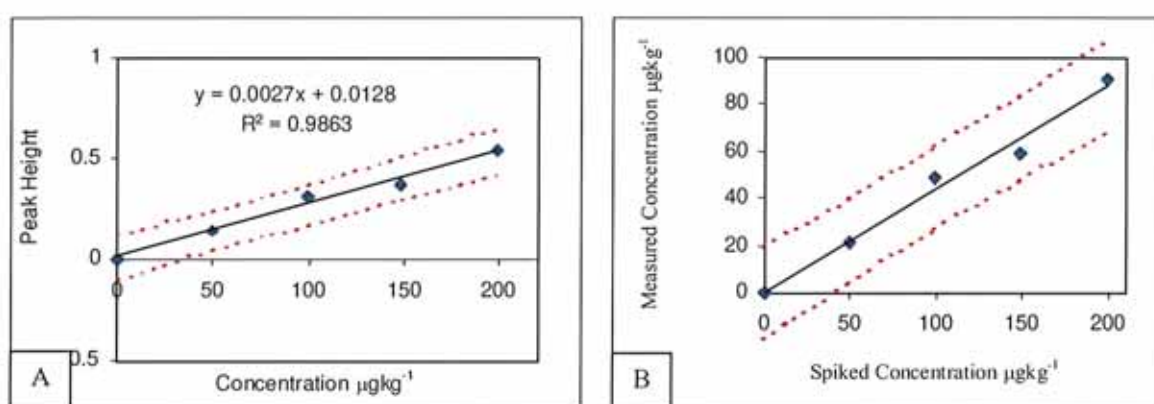 1
y = 0.0027x + 0.0128
R² = 0.9863
0.5
Peak Height
0
0 50 100 150 200
0.5
A
Concentration µgkg⁻¹
100
80
60
40
20
0
Measured Concentration µgkg⁻¹
0 50 100 150 200
B
Spiked Concentration µgkg⁻¹